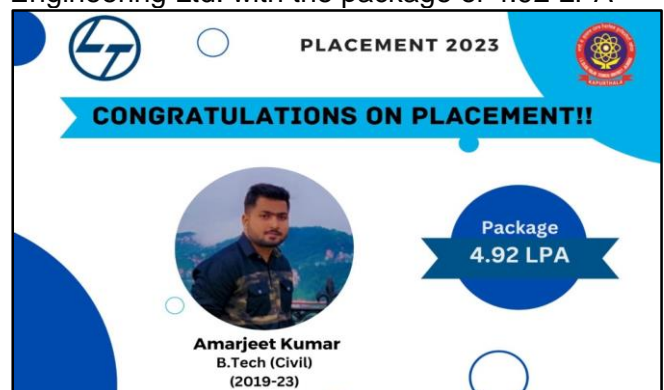 Engineering Ltd. with the package of 4.92 LPA
PLACEMENT 2023
CONGRATULATIONS ON PLACEMENT!!
Package
4.92 LPA
KAPURTHALA
Amarjeet Kumar
B.Tech (Civil)
(2019-23)